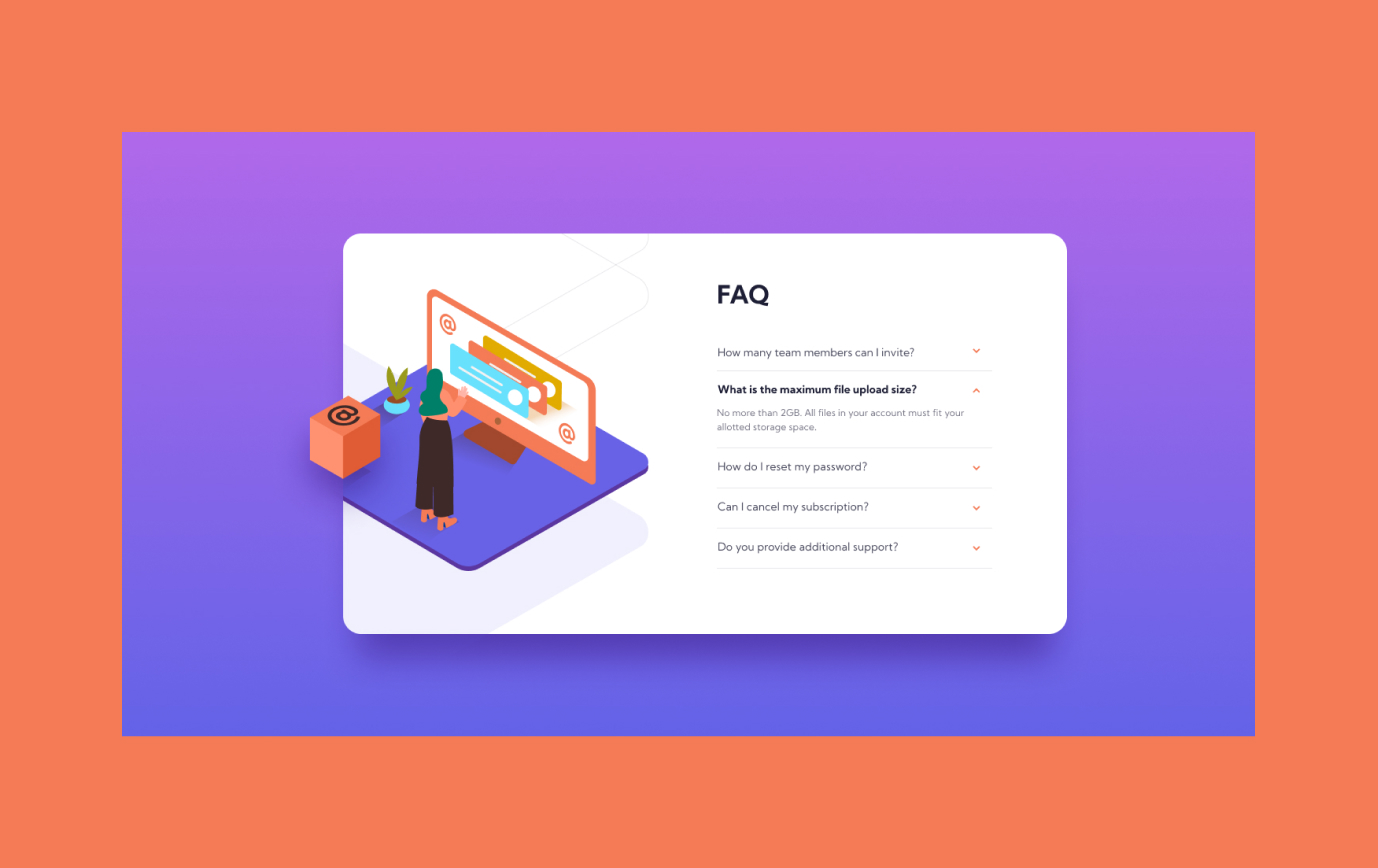 FAQ
How many team members can I invite?
What is the maximum file upload size?
No more than 2GB. All files in your account must fit your
allotted storage space.
How do I reset my password?
Can I cancel my subscription?
Do you provide additional support?
@
@
@